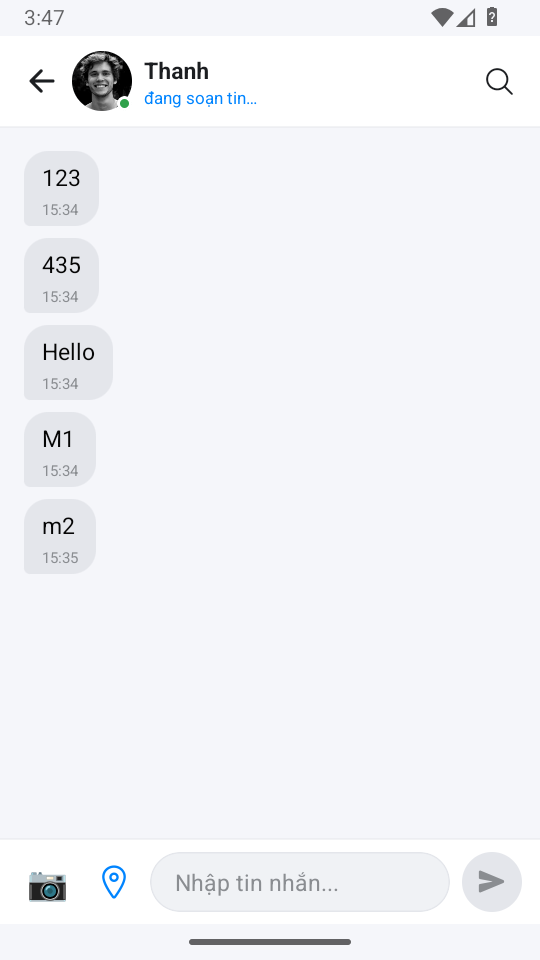 3:47
Thanh
đang soạn tin...
123
15:34
435
15:34
Hello
15:34
M1
15:34
m2
15:35
Nhập tin nhắn...